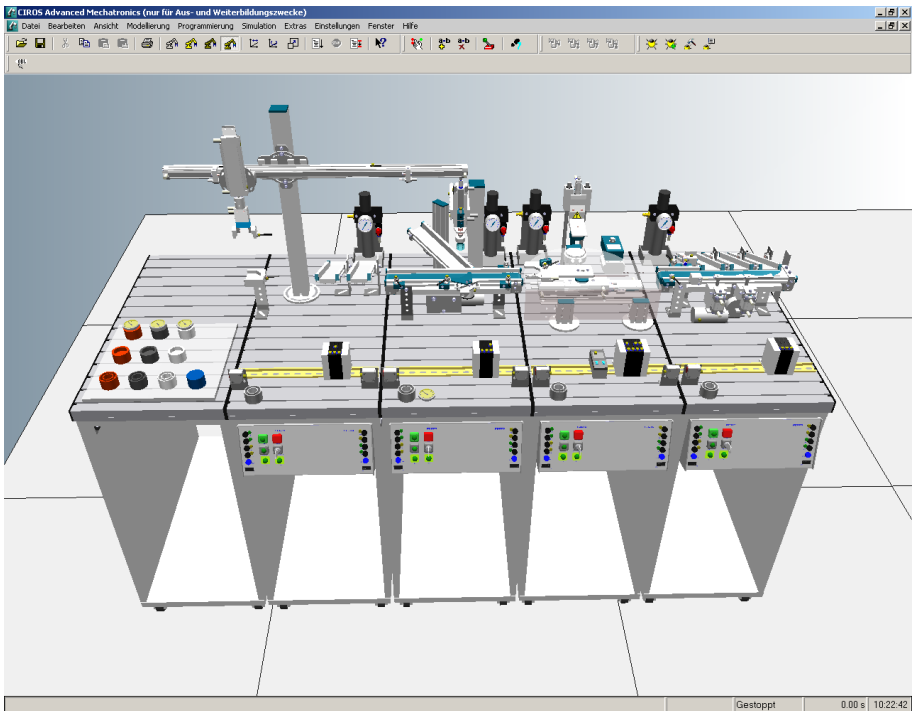 CIROS Advanced Mechatronics (nur für Aus- und Weiterbildungszwecke)
Datei Bearbeiten Ansicht Modellierung Programmierung Simulation Extras Einstellungen Fenster Hilfe
a-b a-b
Gestoppt 0.00 s 10:22:42